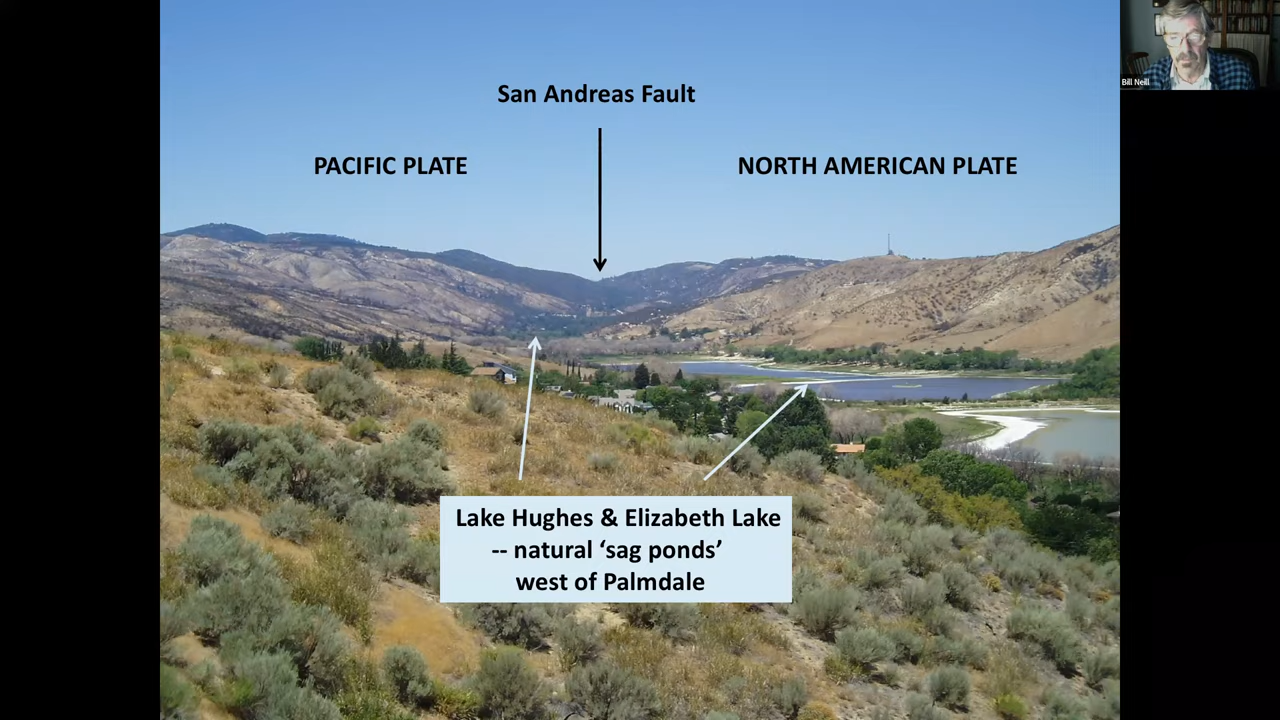 San Andreas Fault
PACIFIC PLATE
NORTH AMERICAN PLATE
Lake Hughes & Elizabeth Lake
-- natural ‘sag ponds’
west of Palmdale
Bill Neill